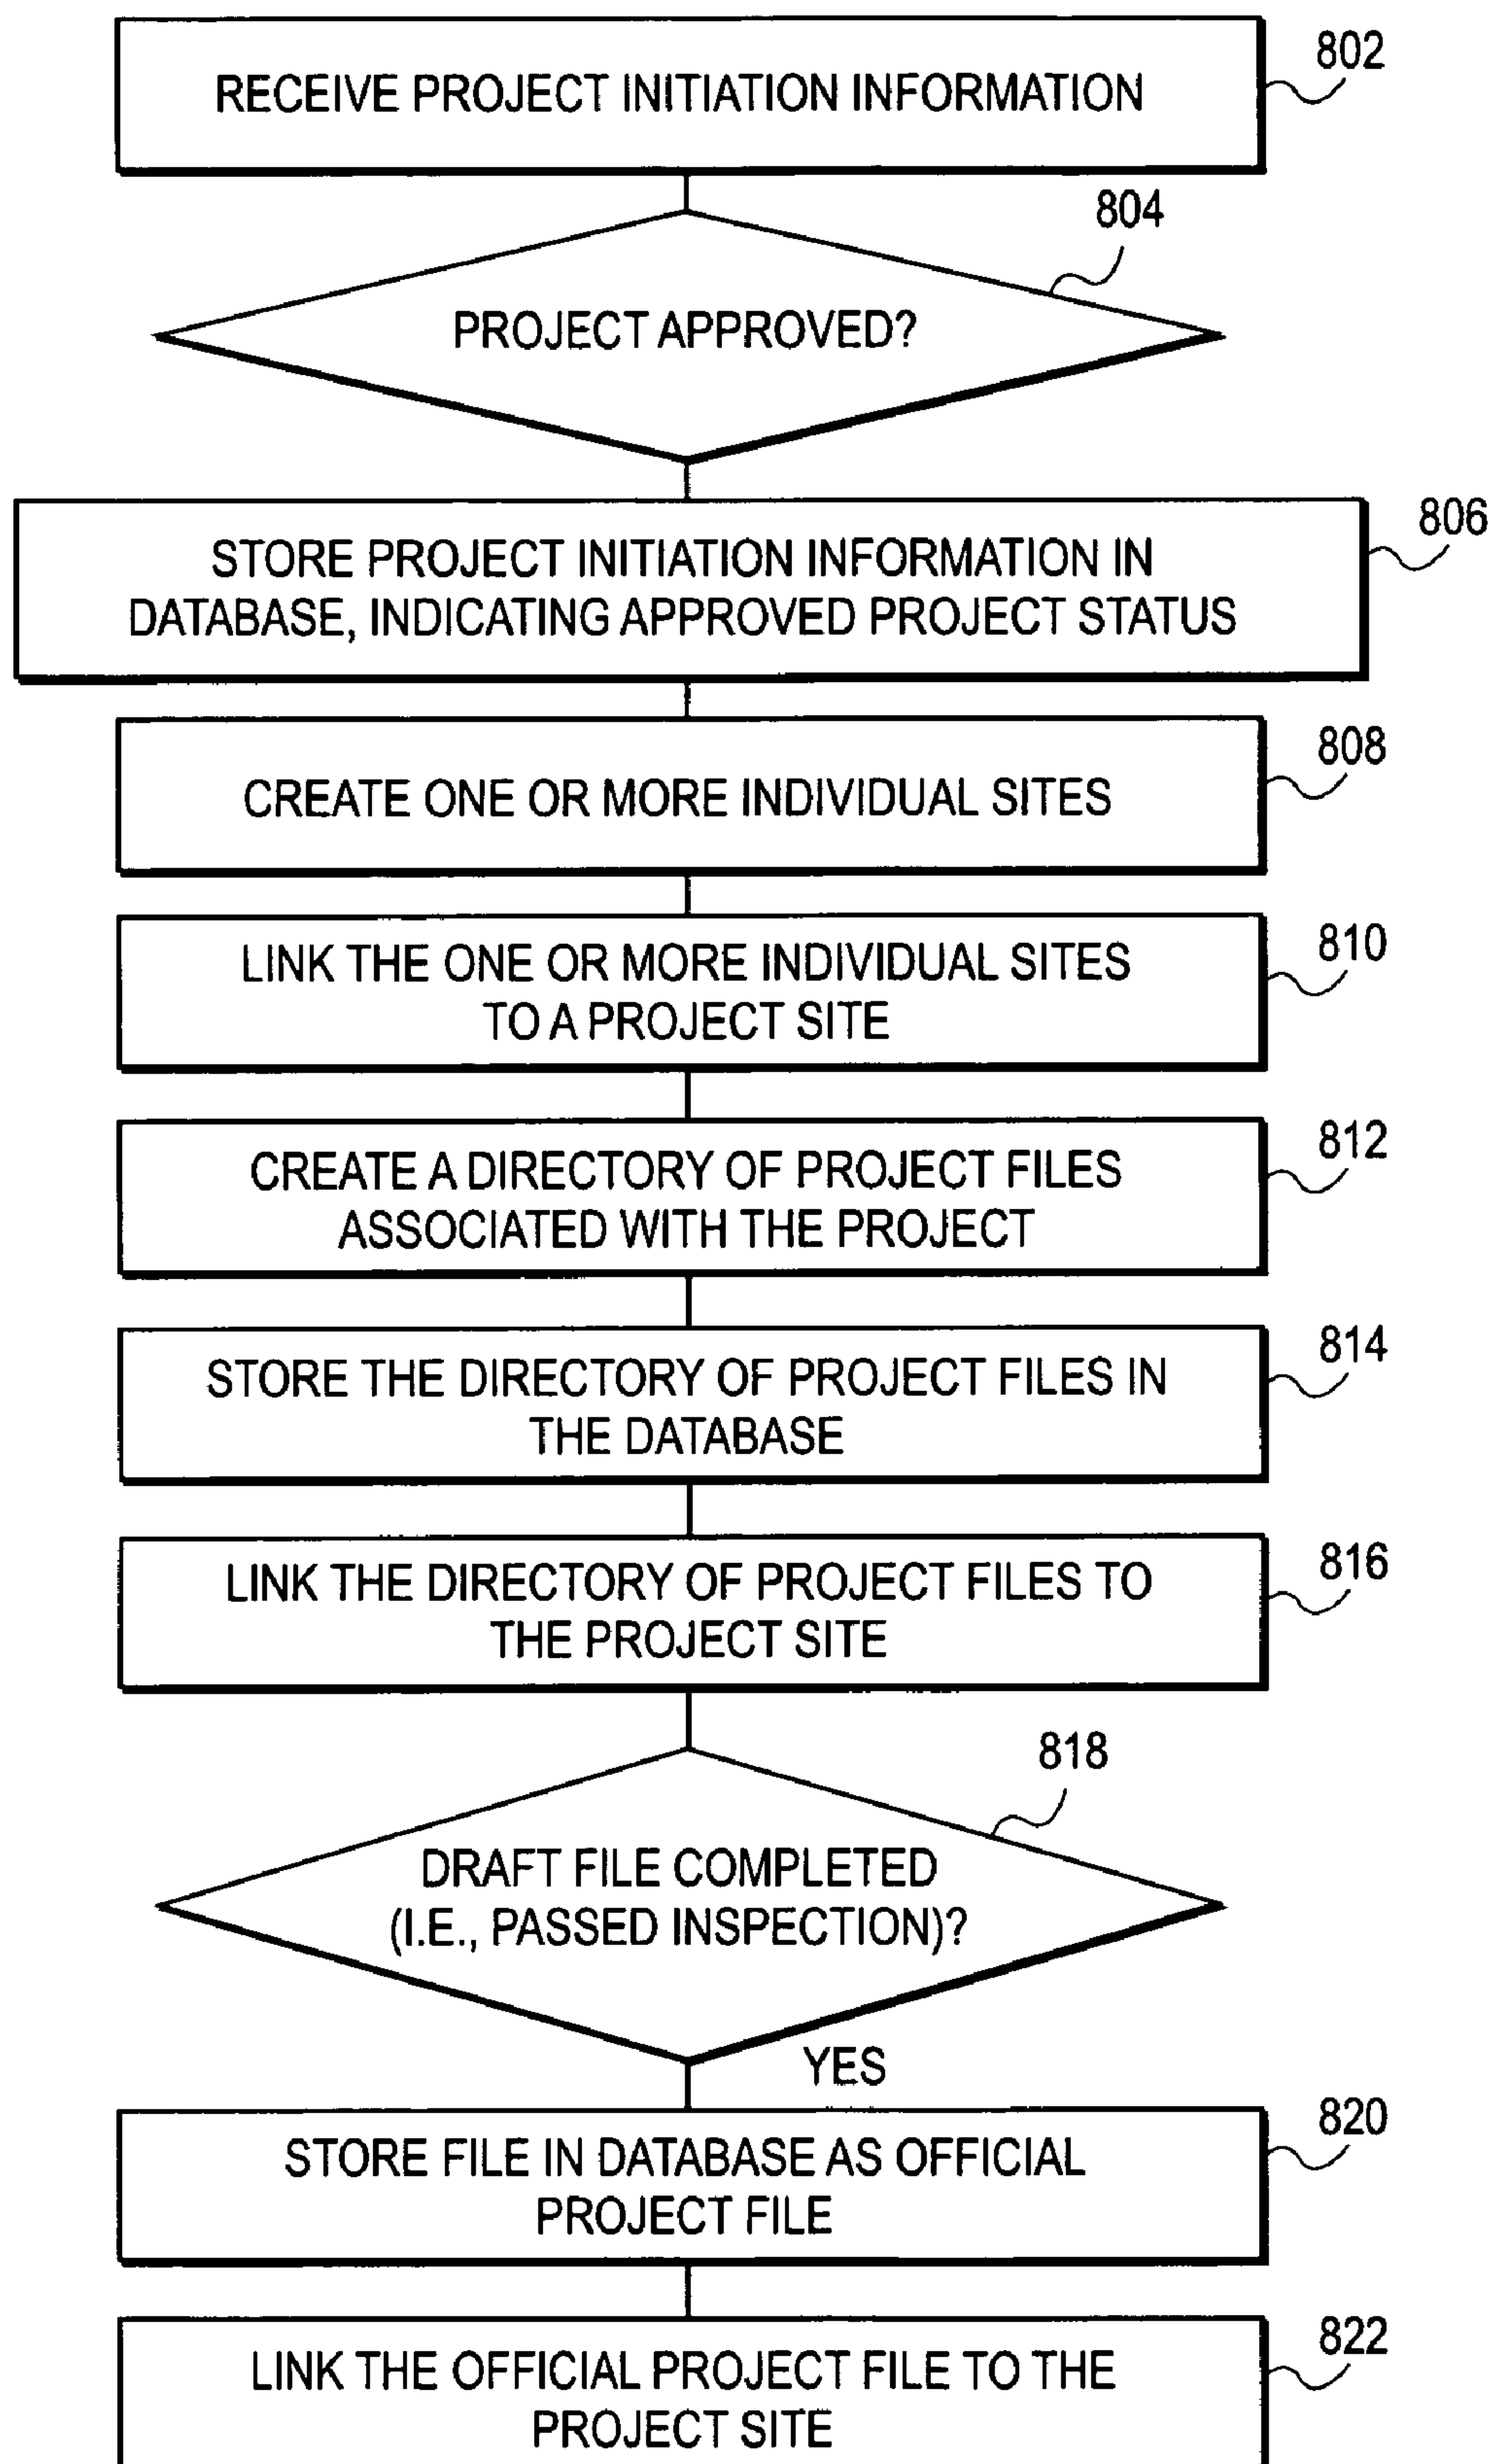 RECEIVE PROJECT INITIATION INFORMATION
802
804
PROJECT APPROVED?
806
STORE PROJECT INITIATION INFORMATION IN
DATABASE, INDICATING APPROVED PROJECT STATUS
808
CREATE ONE OR MORE INDIVIDUAL SITES
810
LINK THE ONE OR MORE INDIVIDUAL SITES
TO A PROJECT SITE
812
CREATE A DIRECTORY OF PROJECT FILES
ASSOCIATED WITH THE PROJECT
814
STORE THE DIRECTORY OF PROJECT FILES IN
THE DATABASE
816
LINK THE DIRECTORY OF PROJECT FILES TO
THE PROJECT SITE
818
DRAFT FILE COMPLETED
(I.E., PASSED INSPECTION)?
YES
820
STORE FILE IN DATABASE AS OFFICIAL
PROJECT FILE
822
LINK THE OFFICIAL PROJECT FILE TO THE
PROJECT SITE